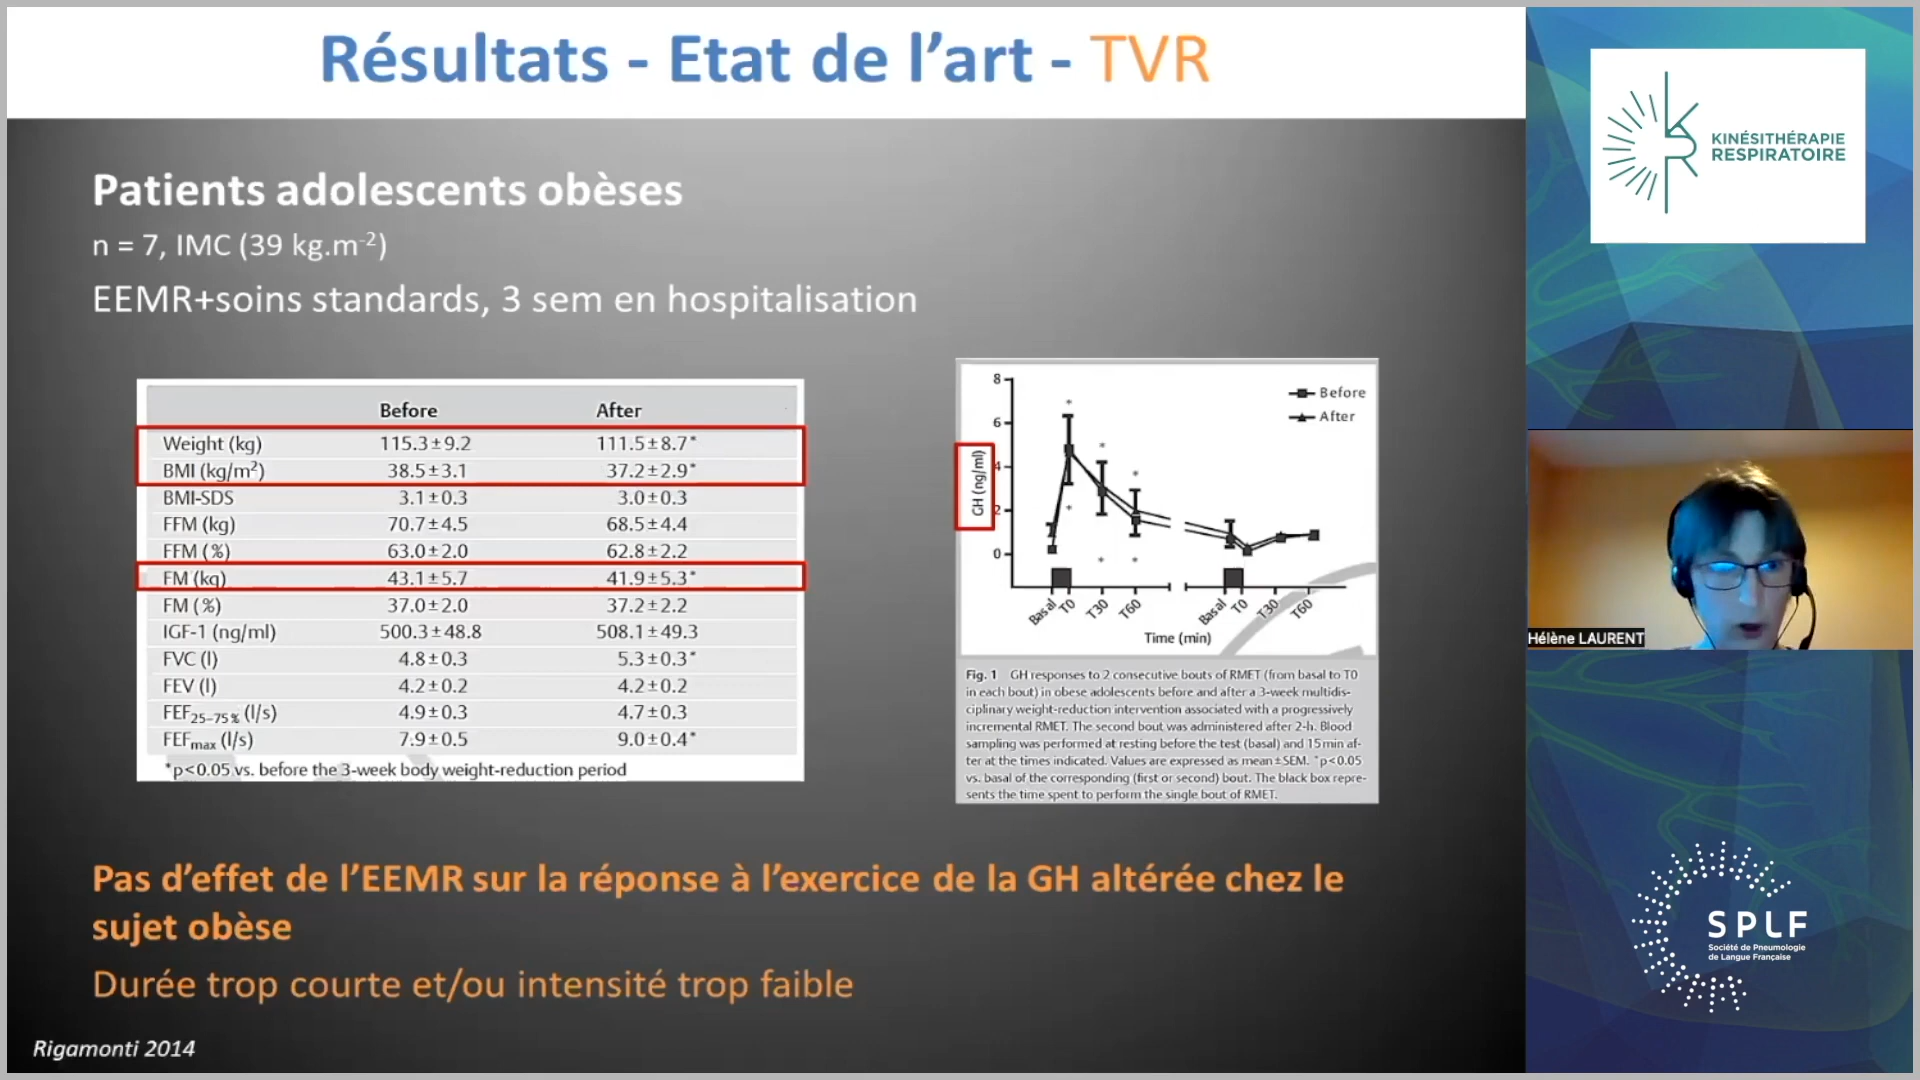 Résultats - Etat de l'art - TVR
Patients adolescents obèses
n = 7, IMC (39 kg.m⁻²)
EEMR+soins standards, 3 sem en hospitalisation
Before After
Weight (kg) 115.3±9.2 111.5±8.7*
BMI (kg/m²) 38.5±3.1 37.2±2.9*
BMI-SDS 3.1±0.3 3.0±0.3
FFM (kg) 70.7±4.5 68.5±4.4
FFM (%) 63.0±2.0 62.8±2.2
FM (kg) 43.1±5.7 41.9±5.3*
FM (%) 37.0±2.0 37.2±2.2
IGF-1 (ng/ml) 500.3±48.8 508.1±49.3
FVC (l) 4.8±0.3 5.3±0.3*
FEV (l) 4.2±0.2 4.2±0.2
FEF25–75% (l/s) 4.9±0.3 4.7±0.3
FEFmax (l/s) 7.9±0.5 9.0±0.4*
*p<0.05 vs. before the 3-week body weight-reduction period
GH (ng/ml)
8
6
4
2
0
Before
After
Basal T0 T30 T60 Basal T0 T30 T60
Time (min)
Fig. 1 GH responses to 2 consecutive bouts of RMET (from basal to T0
in each bout) in obese adolescents before and after a 3-week multidis-
ciplinary weight-reduction intervention associated with a progressively
incremental RMET. The second bout was administered after 2-h. Blood
sampling was performed at resting before the test (basal) and 15 min af-
ter at the times indicated. Values are expressed as mean±SEM. *p<0.05
vs. basal of the corresponding (first or second) bout. The black box repre-
sents the time spent to perform the single bout of RMET.
Pas d'effet de l'EEMR sur la réponse à l'exercice de la GH altérée chez le
sujet obèse
Durée trop courte et/ou intensité trop faible
Rigamonti 2014
KINÉSITHÉRAPIE
RESPIRATOIRE
Hélène LAURENT
SPLF
Société de Pneumologie
de Langue Française